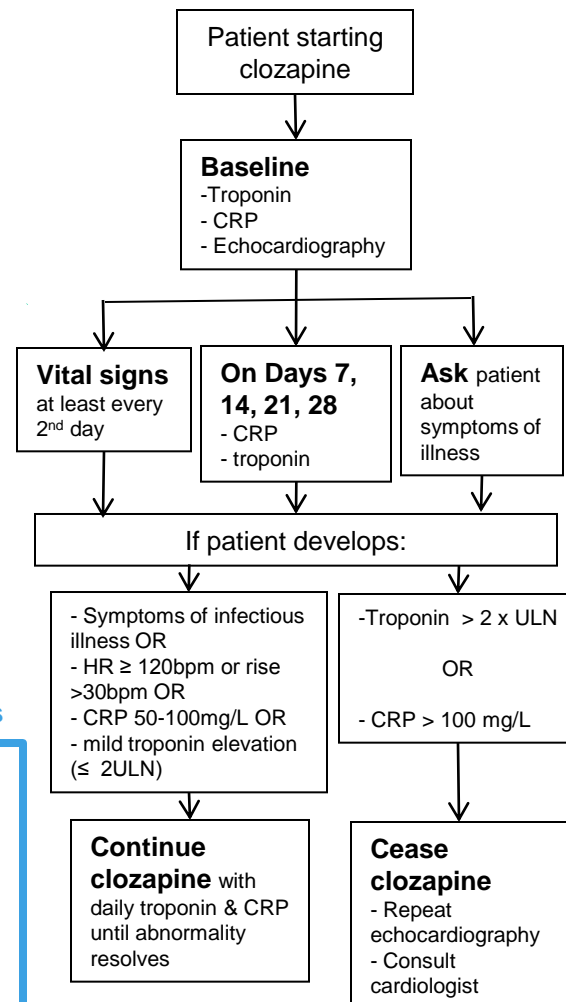 Patient starting
clozapine
Baseline
-Troponin
- CRP
- Echocardiography
Vital signs
at least every
2nd day
On Days 7,
14, 21, 28
- CRP
- troponin
Ask patient
about
symptoms of
illness
If patient develops:
- Symptoms of infectious
illness OR
- HR ≥ 120bpm or rise
>30bpm OR
- CRP 50-100mg/L OR
- mild troponin elevation
(≤ 2ULN)
-Troponin > 2 x ULN
OR
- CRP > 100 mg/L
s
Continue
clozapine with
daily troponin & CRP
until abnormality
resolves
Cease
clozapine
- Repeat
echocardiography
- Consult
cardiologist